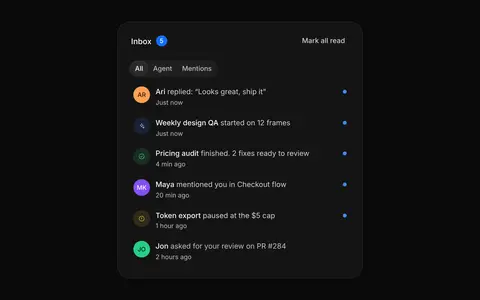 Inbox 5 Mark all read
All Agent Mentions
AR Ari replied: “Looks great, ship it”
Just now
Weekly design QA started on 12 frames
Just now
Pricing audit finished. 2 fixes ready to review
4 min ago
MK Maya mentioned you in Checkout flow
20 min ago
Token export paused at the $5 cap
1 hour ago
JO Jon asked for your review on PR #284
2 hours ago